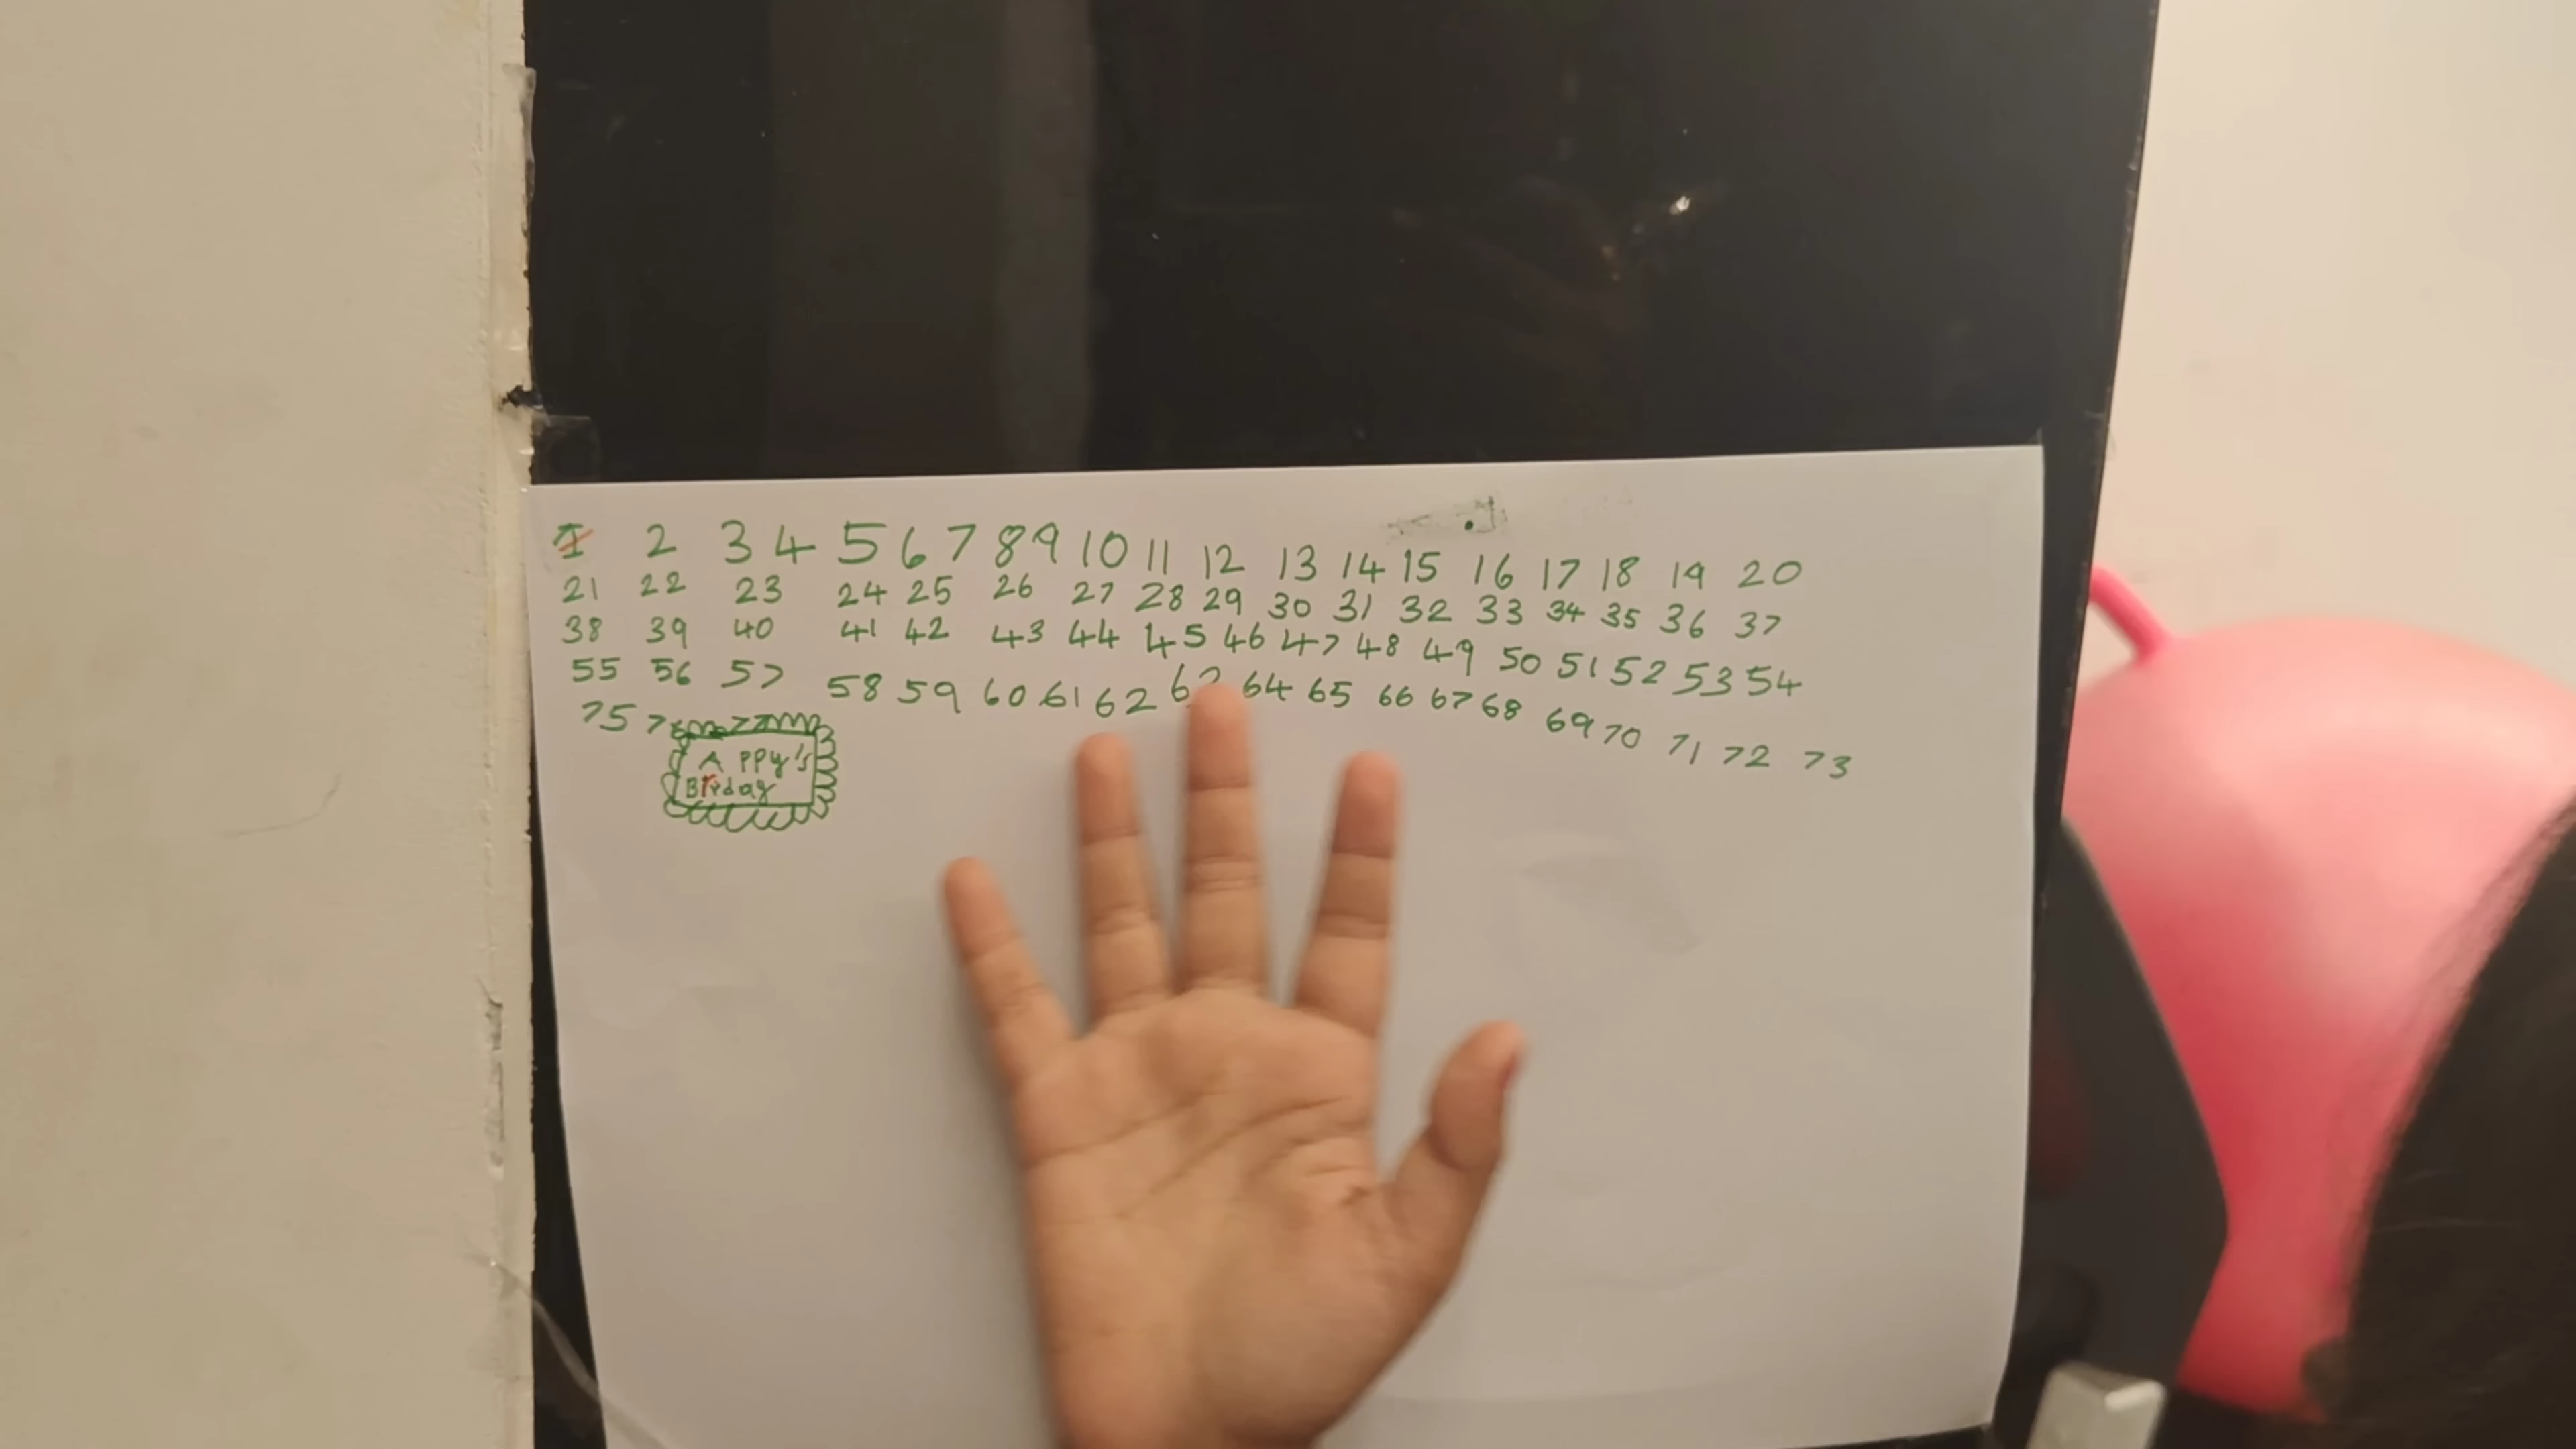 1 2 3 4 5 6 7 8 9 10 11 12 13 14 15 16 17 18 19 20
21 22 23 24 25 26 27 28 29 30 31 32 33 34 35 36 37
38 39 40 41 42 43 44 45 46 47 48 49 50 51 52 53 54
55 56 57 58 59 60 61 62 63 64 65 66 67 68 69 70 71 72 73
75
APPy's
Birday